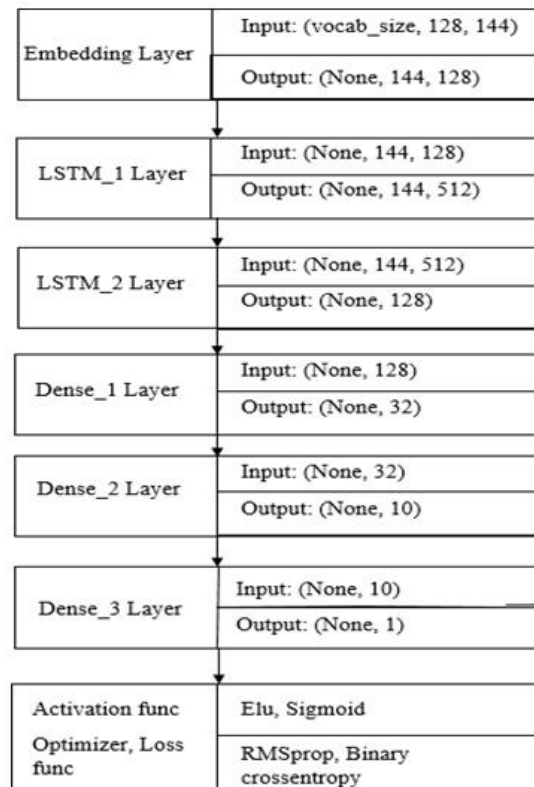 Embedding Layer
Input: (vocab_size, 128, 144)
Output: (None, 144, 128)
LSTM_1 Layer
Input: (None, 144, 128)
Output: (None, 144, 512)
LSTM_2 Layer
Input: (None, 144, 512)
Output: (None, 128)
Dense_1 Layer
Input: (None, 128)
Output: (None, 32)
Dense_2 Layer
Input: (None, 32)
Output: (None, 10)
Dense_3 Layer
Input: (None, 10)
Output: (None, 1)
Activation func
Elu, Sigmoid
Optimizer, Loss
func
RMSprop, Binary
crossentropy